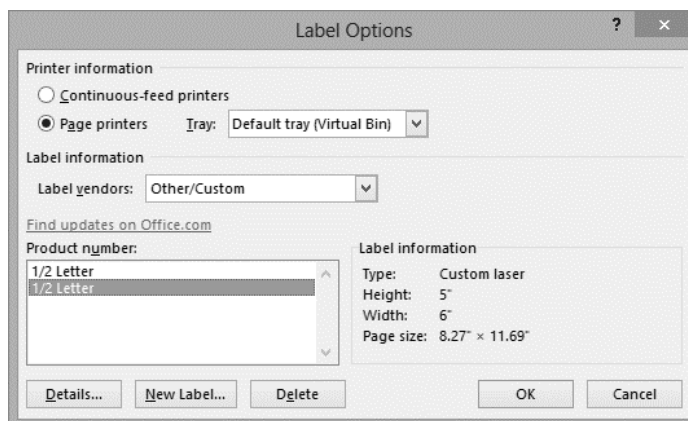 Label Options
Printer information
Continuous-feed printers
Page printers Tray: Default tray (Virtual Bin)
Label information
Label vendors: Other/Custom
Find updates on Office.com
Product number:
1/2 Letter
1/2 Letter
Label information
Type: Custom laser
Height: 5"
Width: 6"
Page size: 8.27" × 11.69"
Details... New Label... Delete OK Cancel